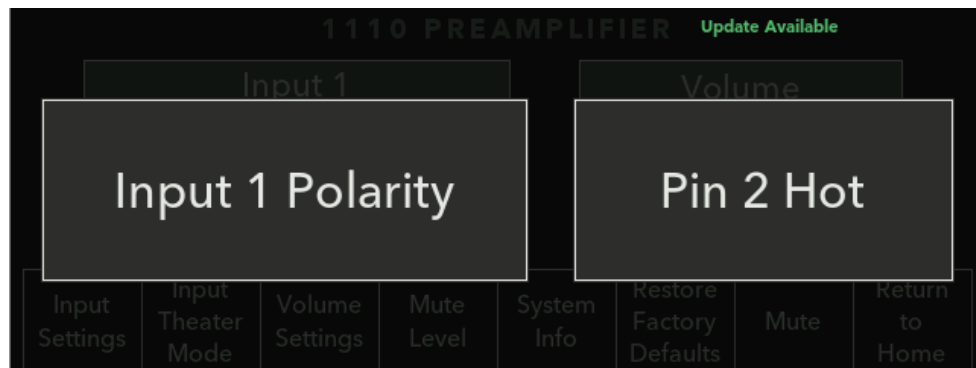 1110 PREAMPLIFIER Update Available
Input 1 Volume
Input 1 Polarity Pin 2 Hot
Input Settings
Input Theater Mode
Volume Settings
Mute Level
System Info
Restore Factory Defaults
Mute
Return to Home